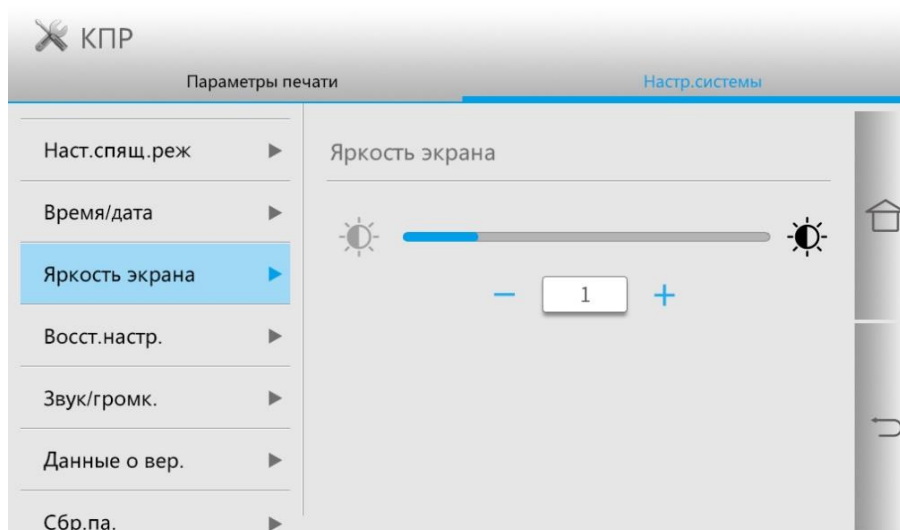 КПР
Параметры печати
Настр.системы
Наст.спящ.реж
Время/дата
Яркость экрана
Восст.настр.
Звук/громк.
Данные о вер.
Сбр.па.
Яркость экрана
− 1 +